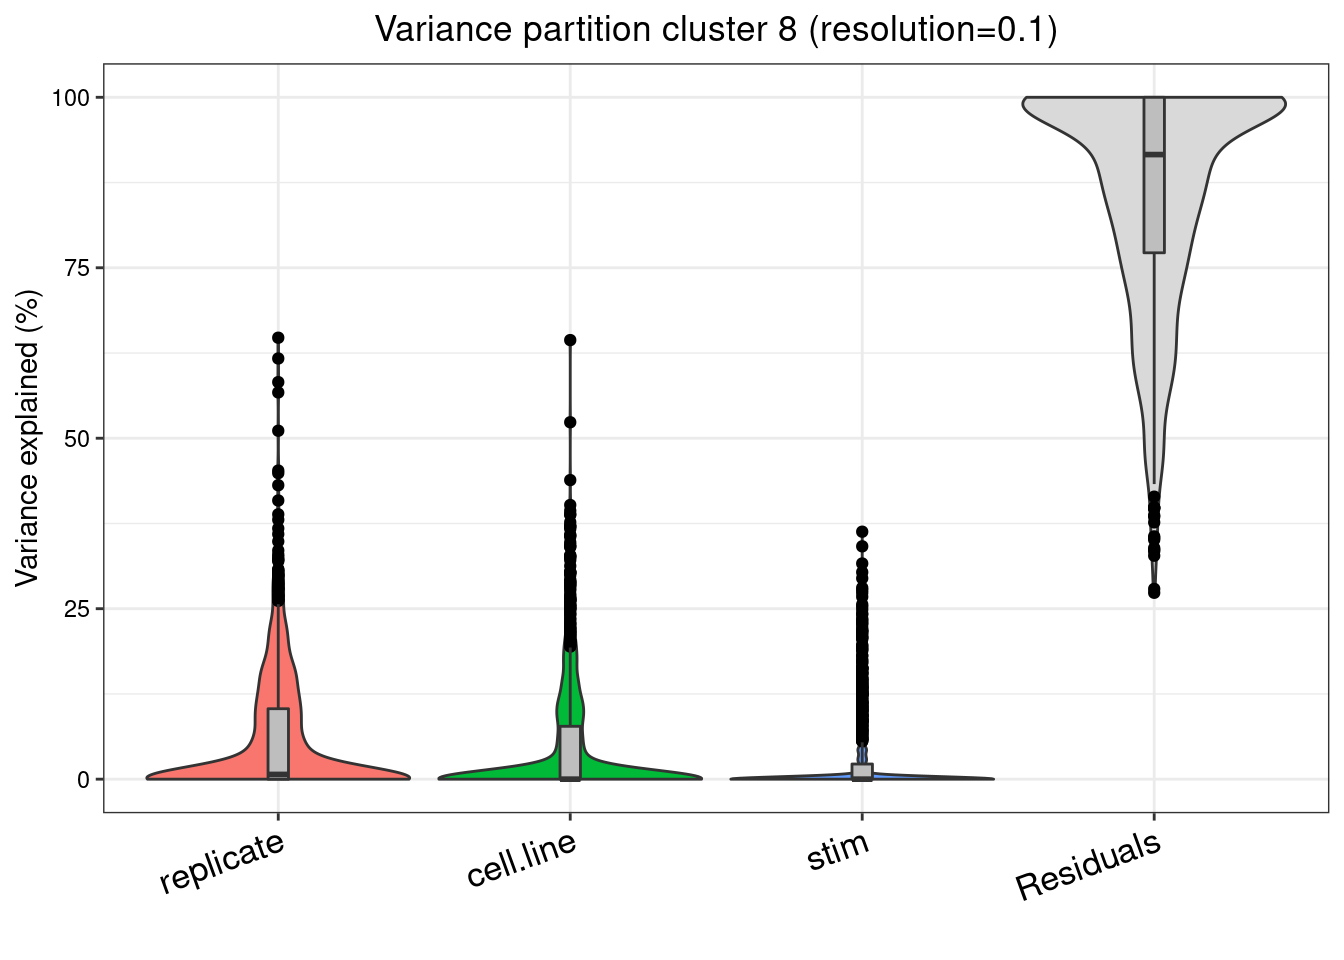 Variance partition cluster 8 (resolution=0.1)
Variance explained (%)
100
75
50
25
0
replicate
cell.line
stim
Residuals